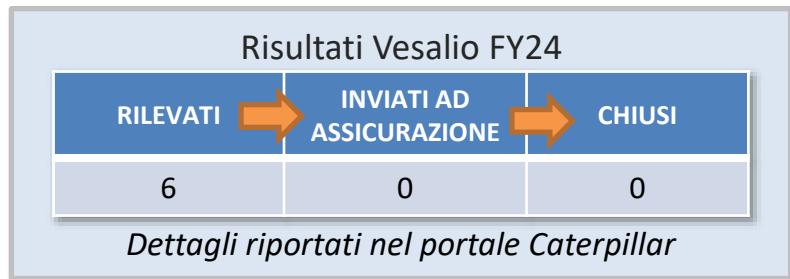 Risultati Vesalio FY24
RILEVATI
INVIATI AD
ASSICURAZIONE
CHIUSI
6 0 0
Dettagli riportati nel portale Caterpillar